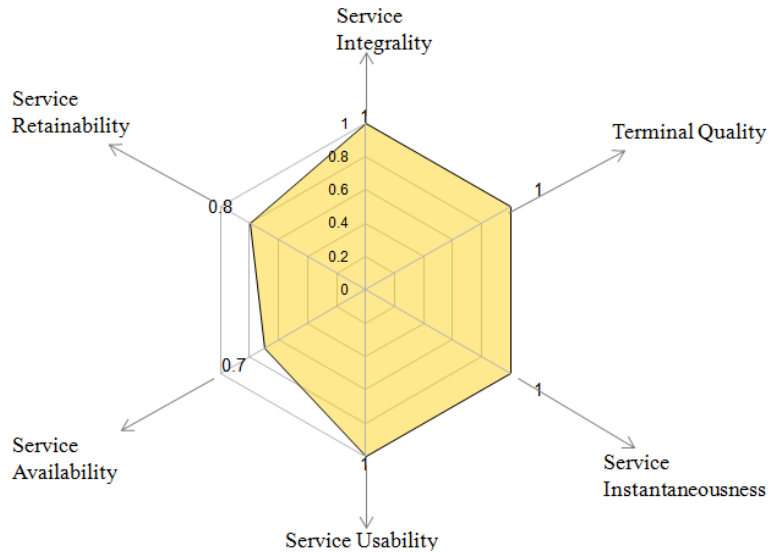 Service
Integrality
Service
Retainability
Terminal Quality
1
1
0.8
0.6
0.4
0.2
0
1
0.8
0.7
1
1
Service
Availability
Service
Instantaneousness
Service Usability